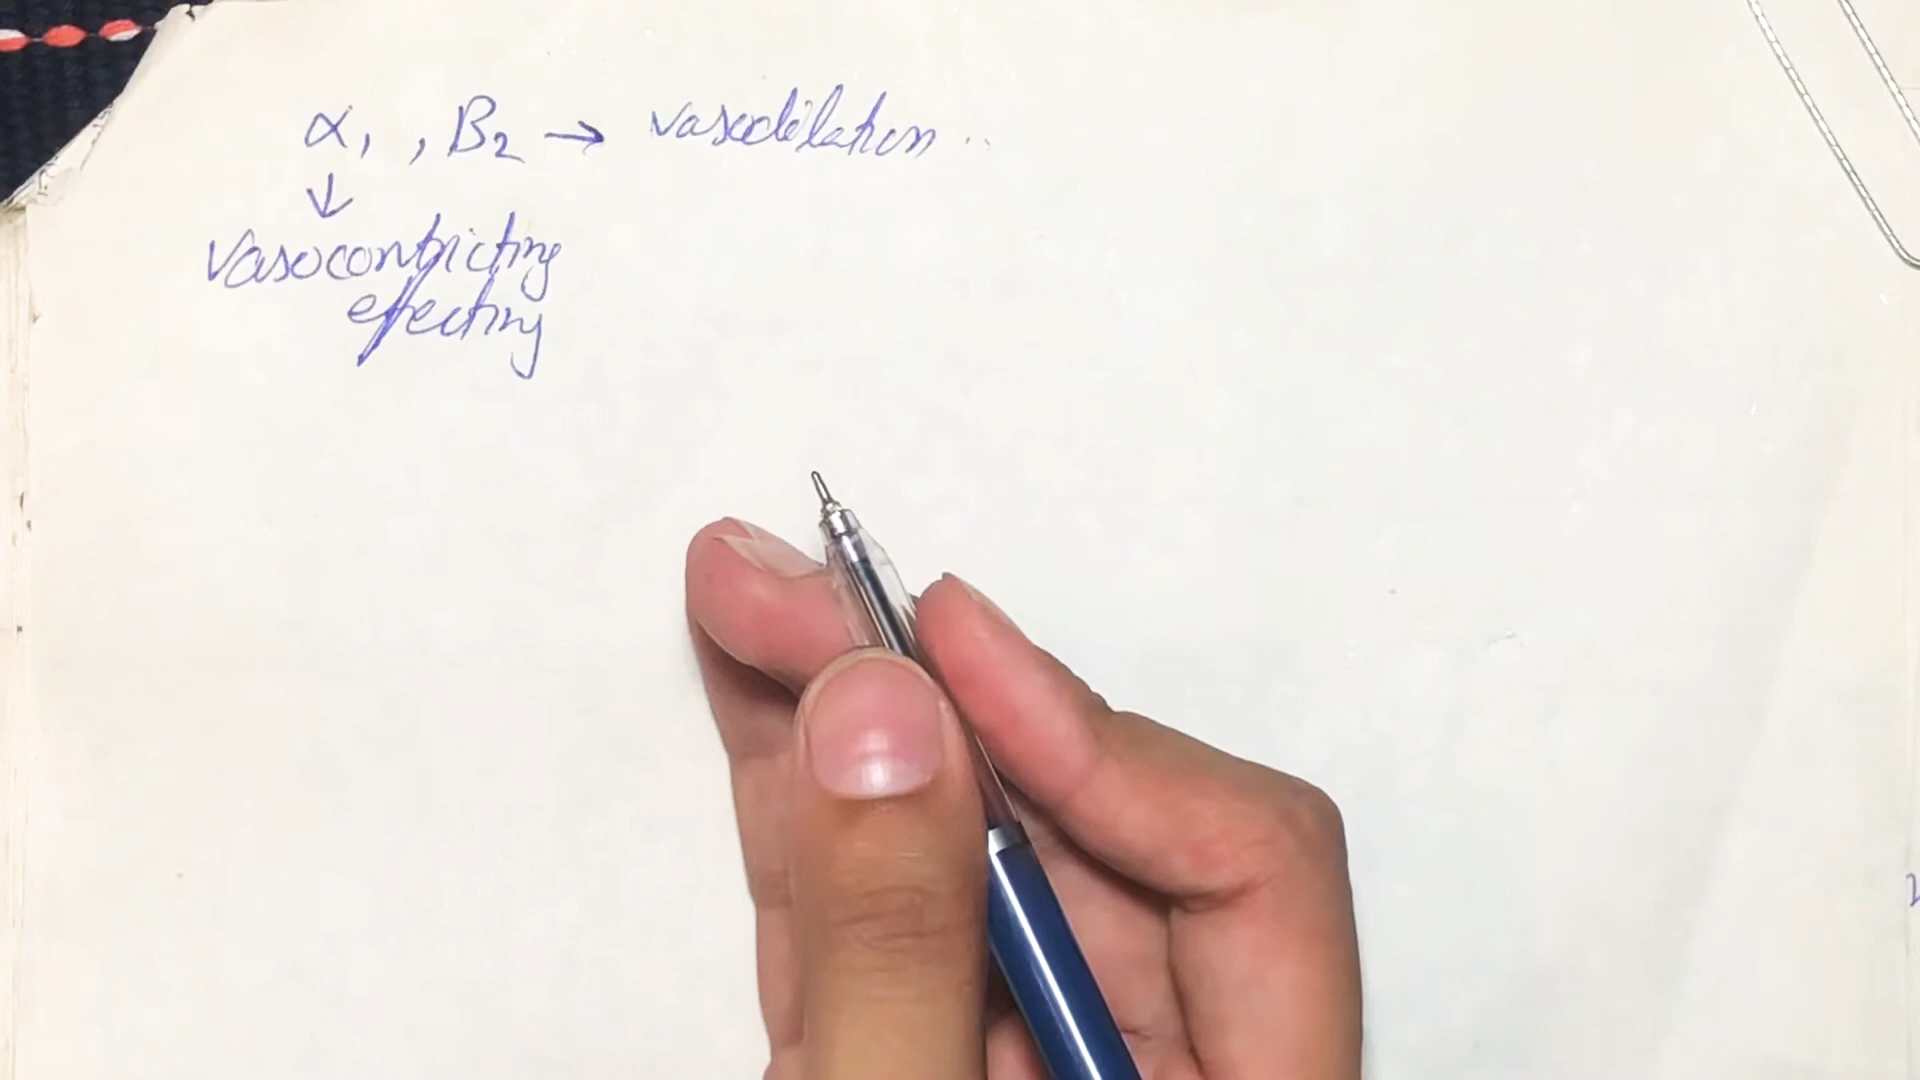 α₁, B₂ → vasodilation..
↓
vasocontricting
effecting